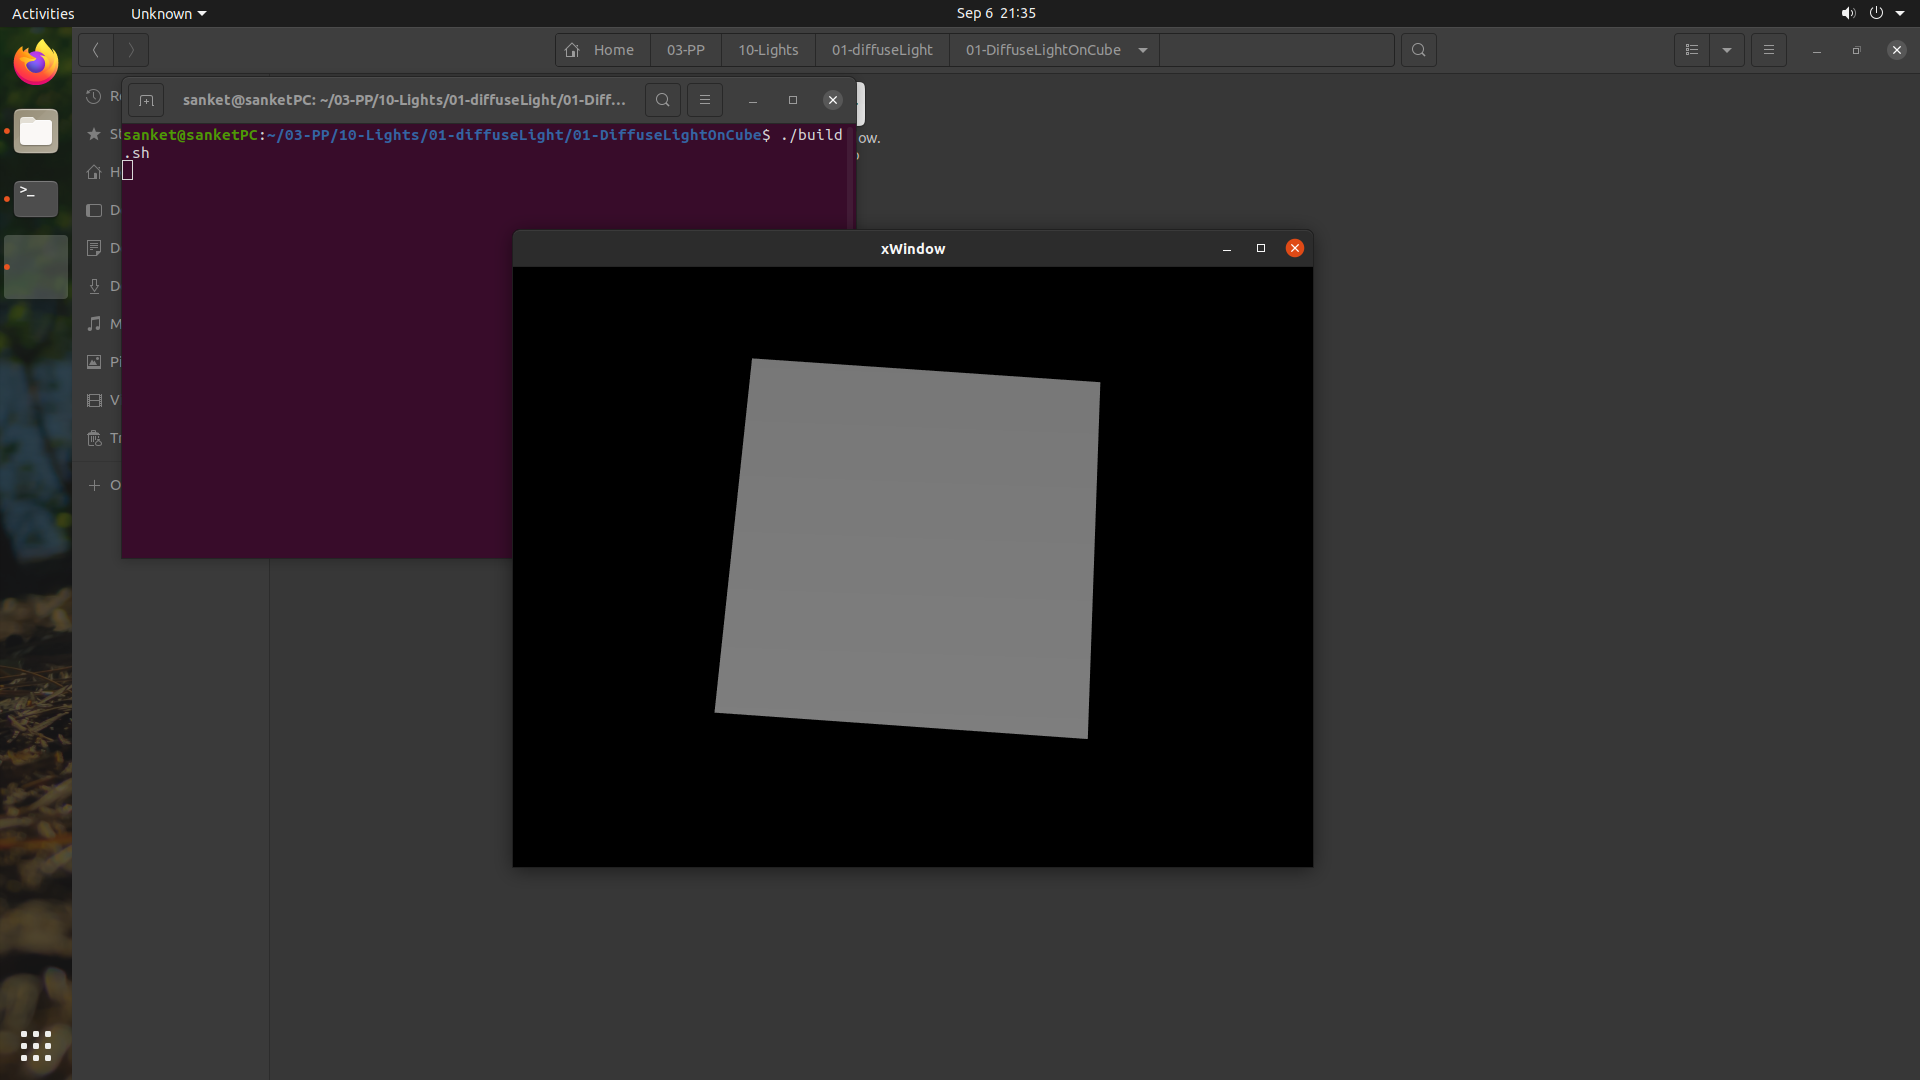 Activities
Unknown
Sep 6 21:35
Home
03-PP
10-Lights
01-diffuseLight
01-DiffuseLightOnCube
sanket@sanketPC: ~/03-PP/10-Lights/01-diffuseLight/01-Diff...
sanket@sanketPC:~/03-PP/10-Lights/01-diffuseLight/01-DiffuseLightOnCube$ ./build
.sh
ow.
xWindow